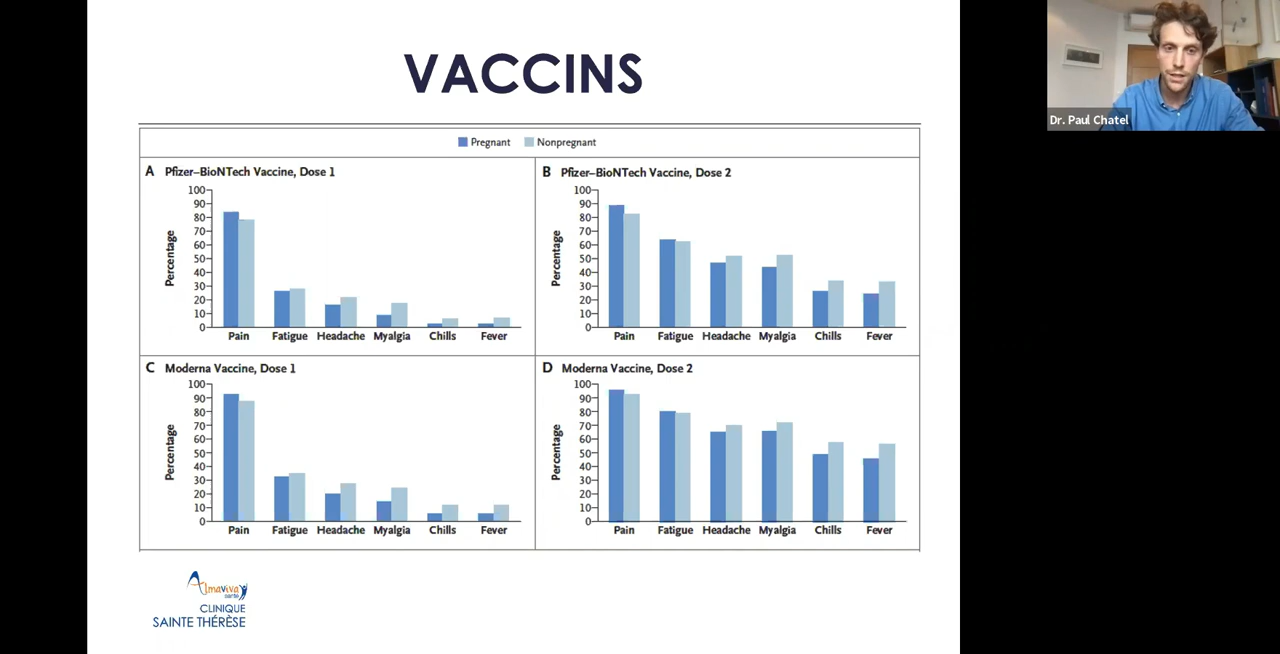 VACCINS
Dr. Paul Chatel
Pregnant Nonpregnant
A Pfizer–BioNTech Vaccine, Dose 1
Percentage
100
90
80
70
60
50
40
30
20
10
0
Pain Fatigue Headache Myalgia Chills Fever
B Pfizer–BioNTech Vaccine, Dose 2
Percentage
100
90
80
70
60
50
40
30
20
10
0
Pain Fatigue Headache Myalgia Chills Fever
C Moderna Vaccine, Dose 1
Percentage
100
90
80
70
60
50
40
30
20
10
0
Pain Fatigue Headache Myalgia Chills Fever
D Moderna Vaccine, Dose 2
Percentage
100
90
80
70
60
50
40
30
20
10
0
Pain Fatigue Headache Myalgia Chills Fever
Almaviva
santé
CLINIQUE
SAINTE THÉRÈSE